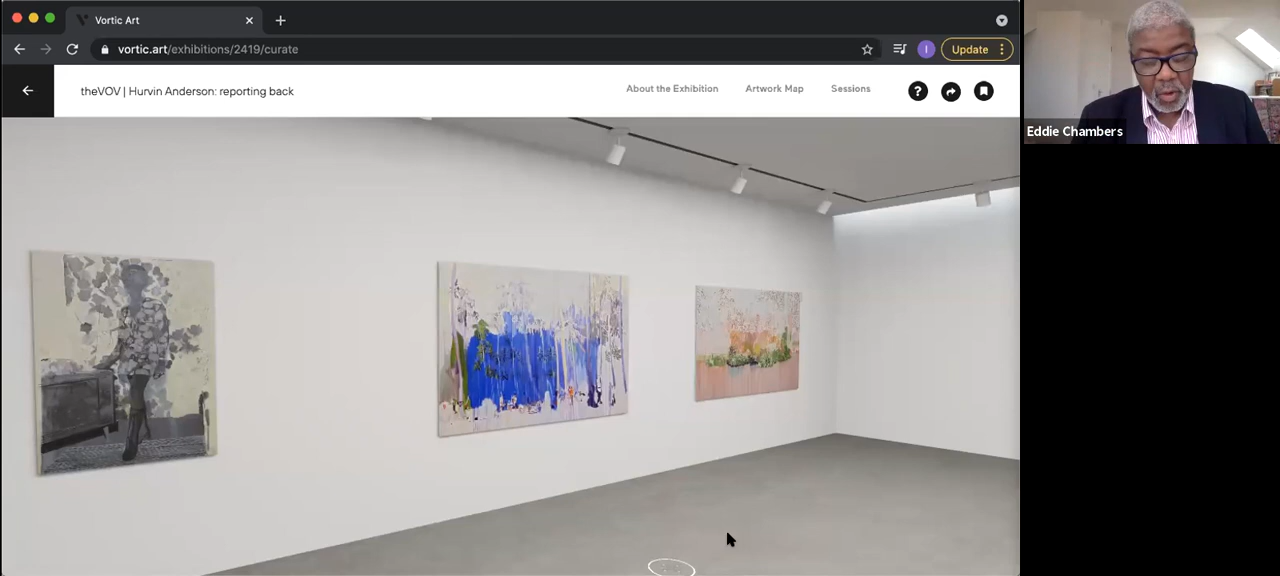 Vortic Art
vortic.art/exhibitions/2419/curate
I
Update
theVOV | Hurvin Anderson: reporting back
About the Exhibition
Artwork Map
Sessions
?
Eddie Chambers